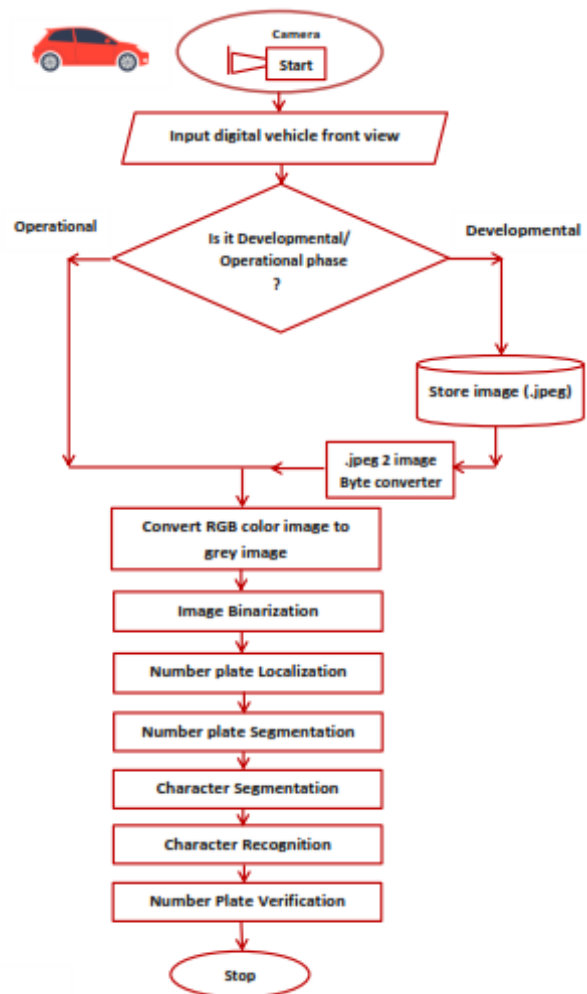 Camera
Start
Input digital vehicle front view
Operational
Developmental
Is it Developmental/
Operational phase
?
Store image (.jpeg)
.jpeg 2 image
Byte converter
Convert RGB color image to
grey image
Image Binarization
Number plate Localization
Number plate Segmentation
Character Segmentation
Character Recognition
Number Plate Verification
Stop